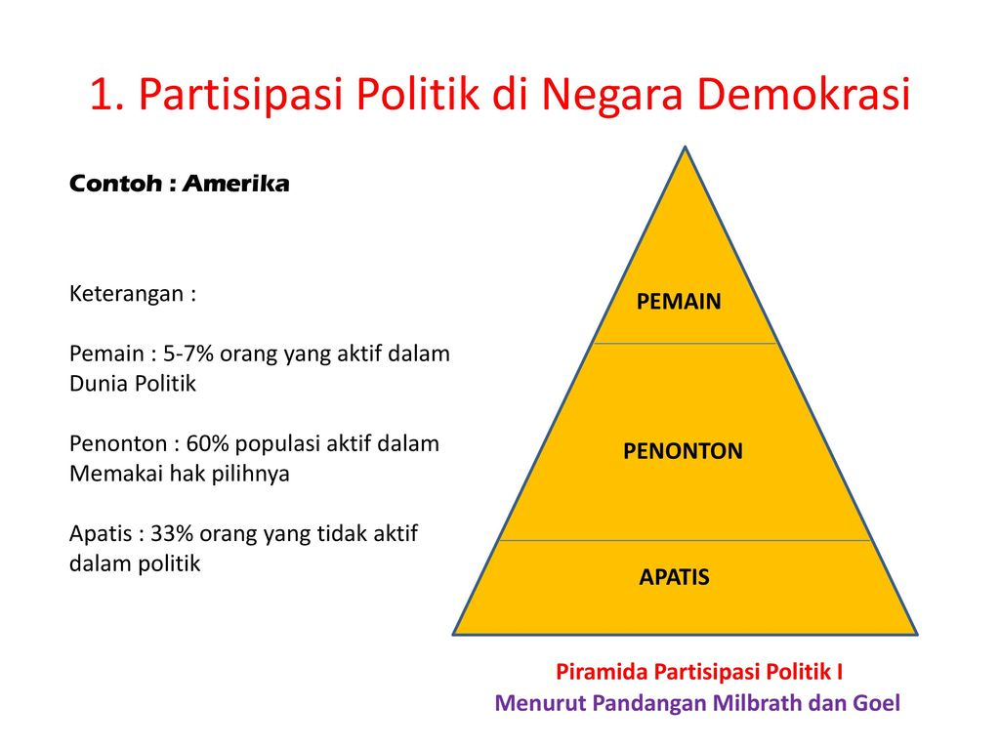 1. Partisipasi Politik di Negara Demokrasi
Contoh : Amerika
Keterangan :
Pemain : 5-7% orang yang aktif dalam
Dunia Politik
Penonton : 60% populasi aktif dalam
Memakai hak pilihnya
Apatis : 33% orang yang tidak aktif
dalam politik
PEMAIN
PENONTON
APATIS
Piramida Partisipasi Politik I
Menurut Pandangan Milbrath dan Goel